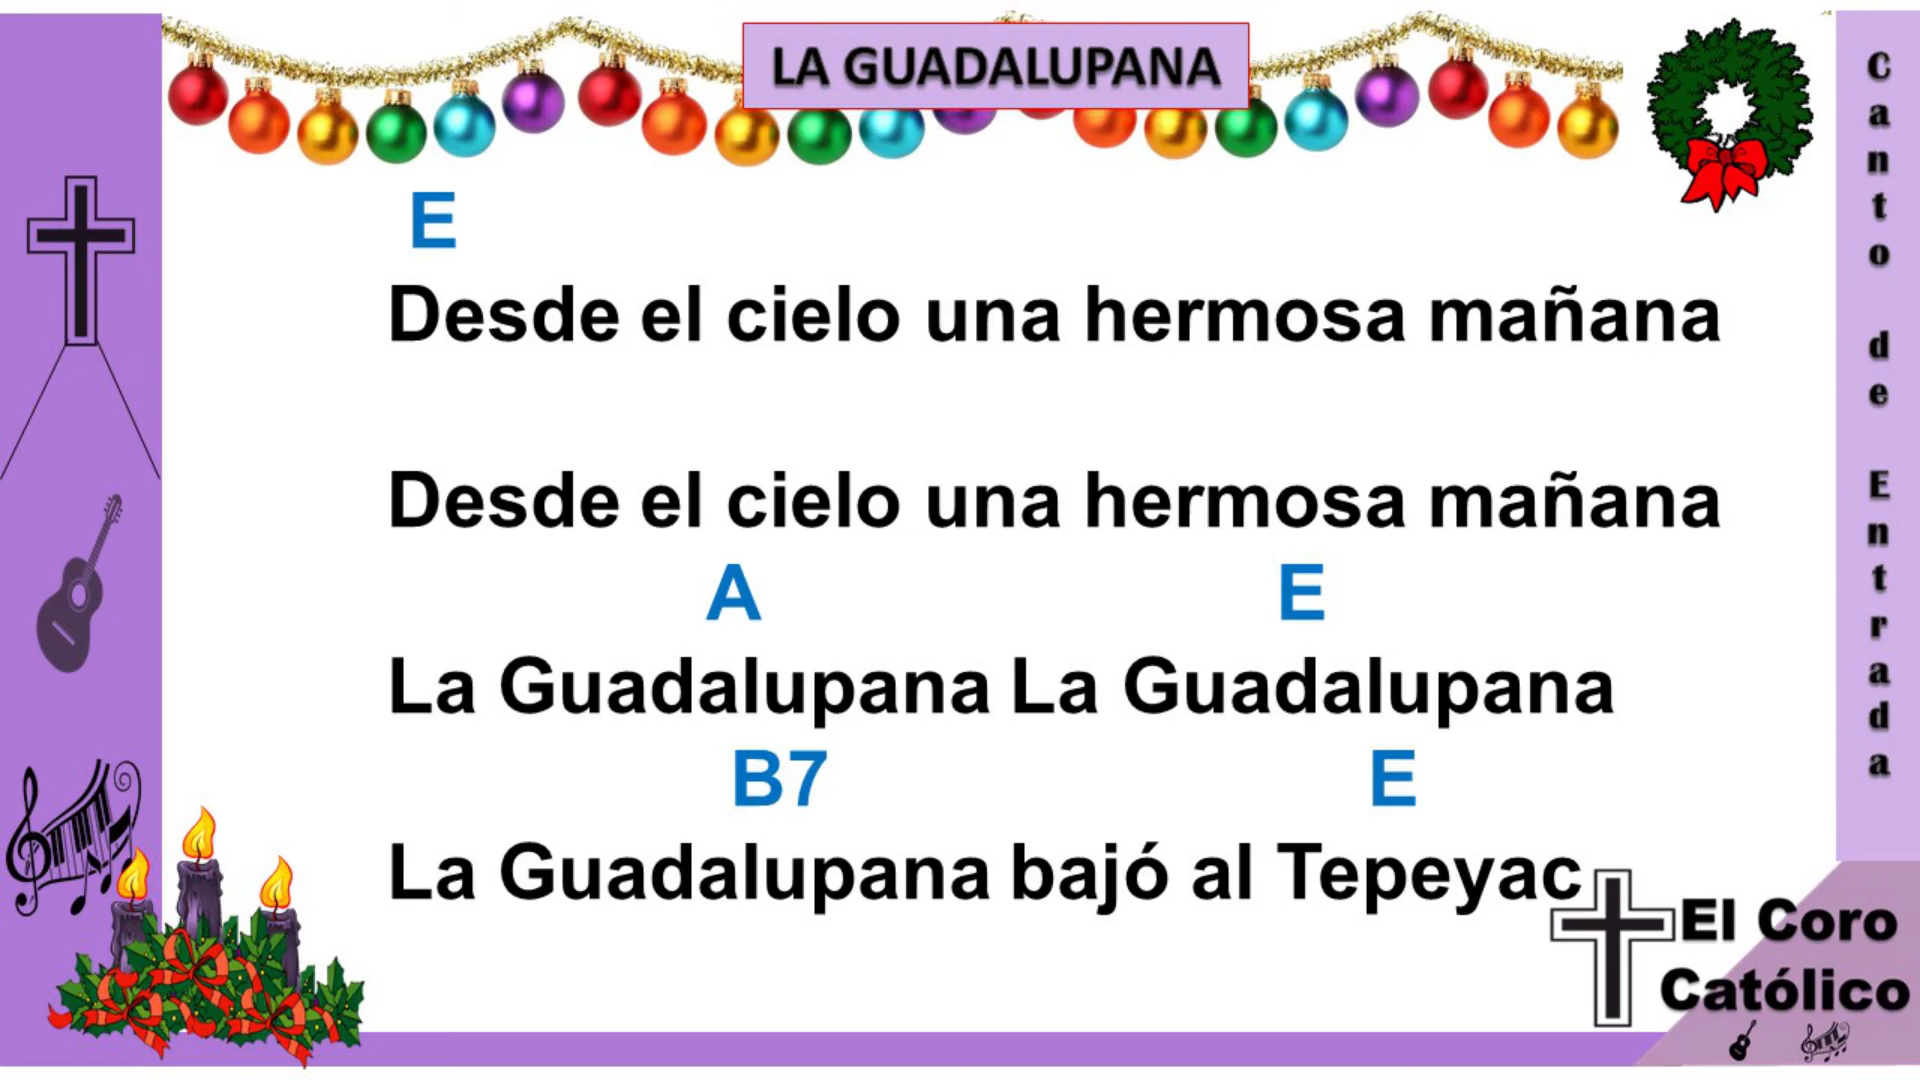 LA GUADALUPANA
E
Desde el cielo una hermosa mañana
Desde el cielo una hermosa mañana
A E
La Guadalupana La Guadalupana
B7 E
La Guadalupana bajó al Tepeyac
Canto de Entrada
El Coro
Católico